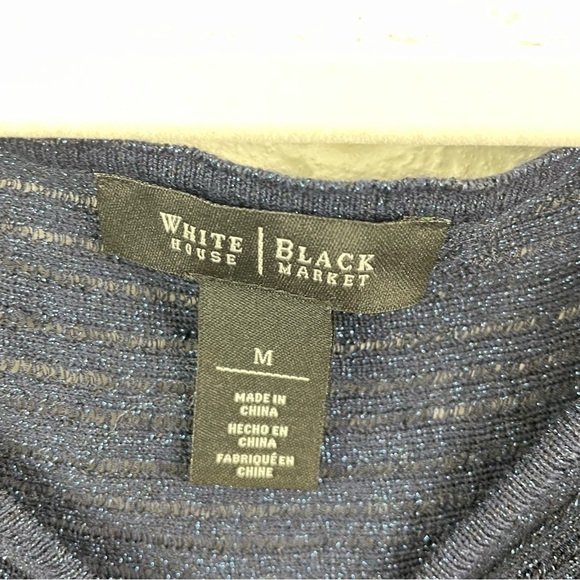 WHITE HOUSE | BLACK MARKET
M
MADE IN
CHINA
HECHO EN
CHINA
FABRIQUÉ EN
CHINE